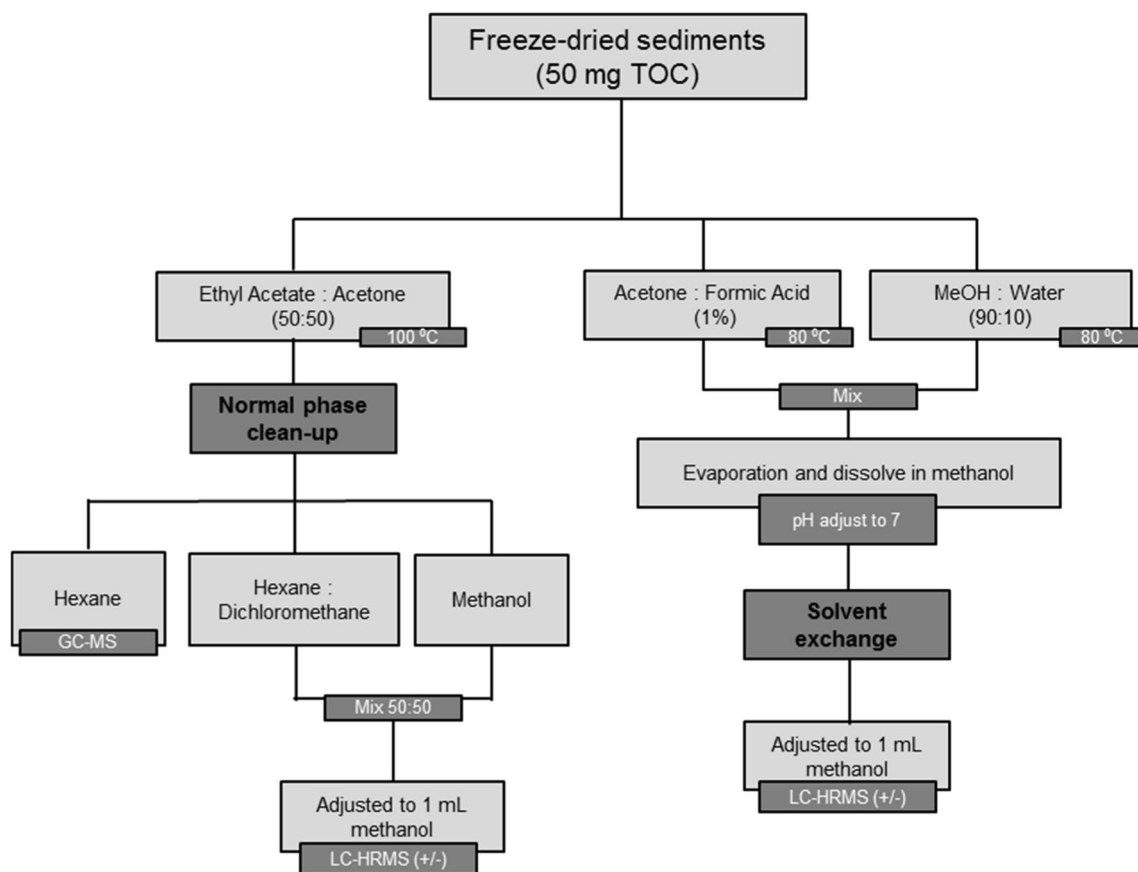 Freeze-dried sediments
(50 mg TOC)
Ethyl Acetate : Acetone
(50:50)
100 ⁰C
Acetone : Formic Acid
(1%)
80 ⁰C
MeOH : Water
(90:10)
80 ⁰C
Normal phase
clean-up
Mix
Evaporation and dissolve in methanol
pH adjust to 7
Hexane
GC-MS
Hexane :
Dichloromethane
Methanol
Solvent
exchange
Mix 50:50
Adjusted to 1 mL
methanol
LC-HRMS (+/-)
Adjusted to 1 mL
methanol
LC-HRMS (+/-)